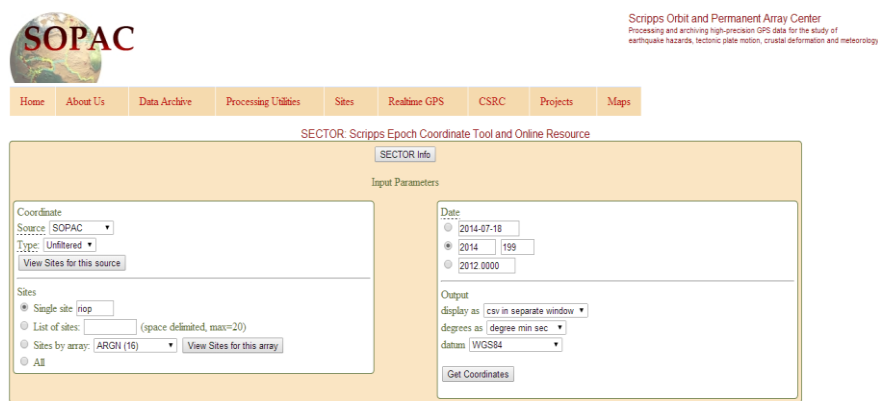 SOPAC
Scripps Orbit and Permanent Array Center
Processing and archiving high-precision GPS data for the study of
earthquake hazards, tectonic plate motion, crustal deformation and meteorology
Home About Us Data Archive Processing Utilities Sites Realtime GPS CSRC Projects Maps
SECTOR: Scripps Epoch Coordinate Tool and Online Resource
SECTOR Info
Input Parameters
Coordinate
Source SOPAC
Type: Unfiltered
View Sites for this source
Sites
Single site riop
List of sites: (space delimited, max=20)
Sites by array: ARGN (16) View Sites for this array
All
Date
2014-07-18
2014 199
2012.0000
Output
display as csv in separate window
degrees as degree min sec
datum WGS84
Get Coordinates